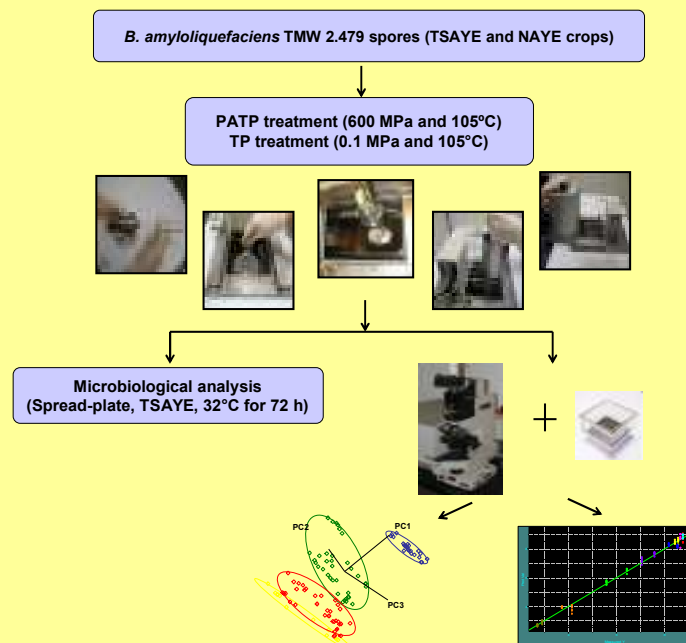 B. amyloliquefaciens TMW 2.479 spores (TSAYE and NAYE crops)
PATP treatment (600 MPa and 105ºC)
TP treatment (0.1 MPa and 105°C)
Microbiological analysis
(Spread-plate, TSAYE, 32°C for 72 h)
PC2
PC1
PC3